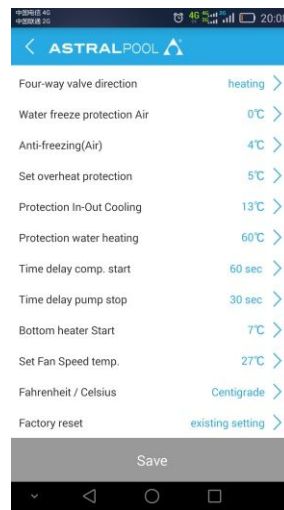 中国电信 4G
中国联通 2G
4G 2G 20:08
ASTRALPOOL
Four-way valve direction heating
Water freeze protection Air 0℃
Anti-freezing(Air) 4℃
Set overheat protection 5℃
Protection In-Out Cooling 13℃
Protection water heating 60℃
Time delay comp. start 60 sec
Time delay pump stop 30 sec
Bottom heater Start 7℃
Set Fan Speed temp. 27℃
Fahrenheit / Celsius Centigrade
Factory reset existing setting
Save